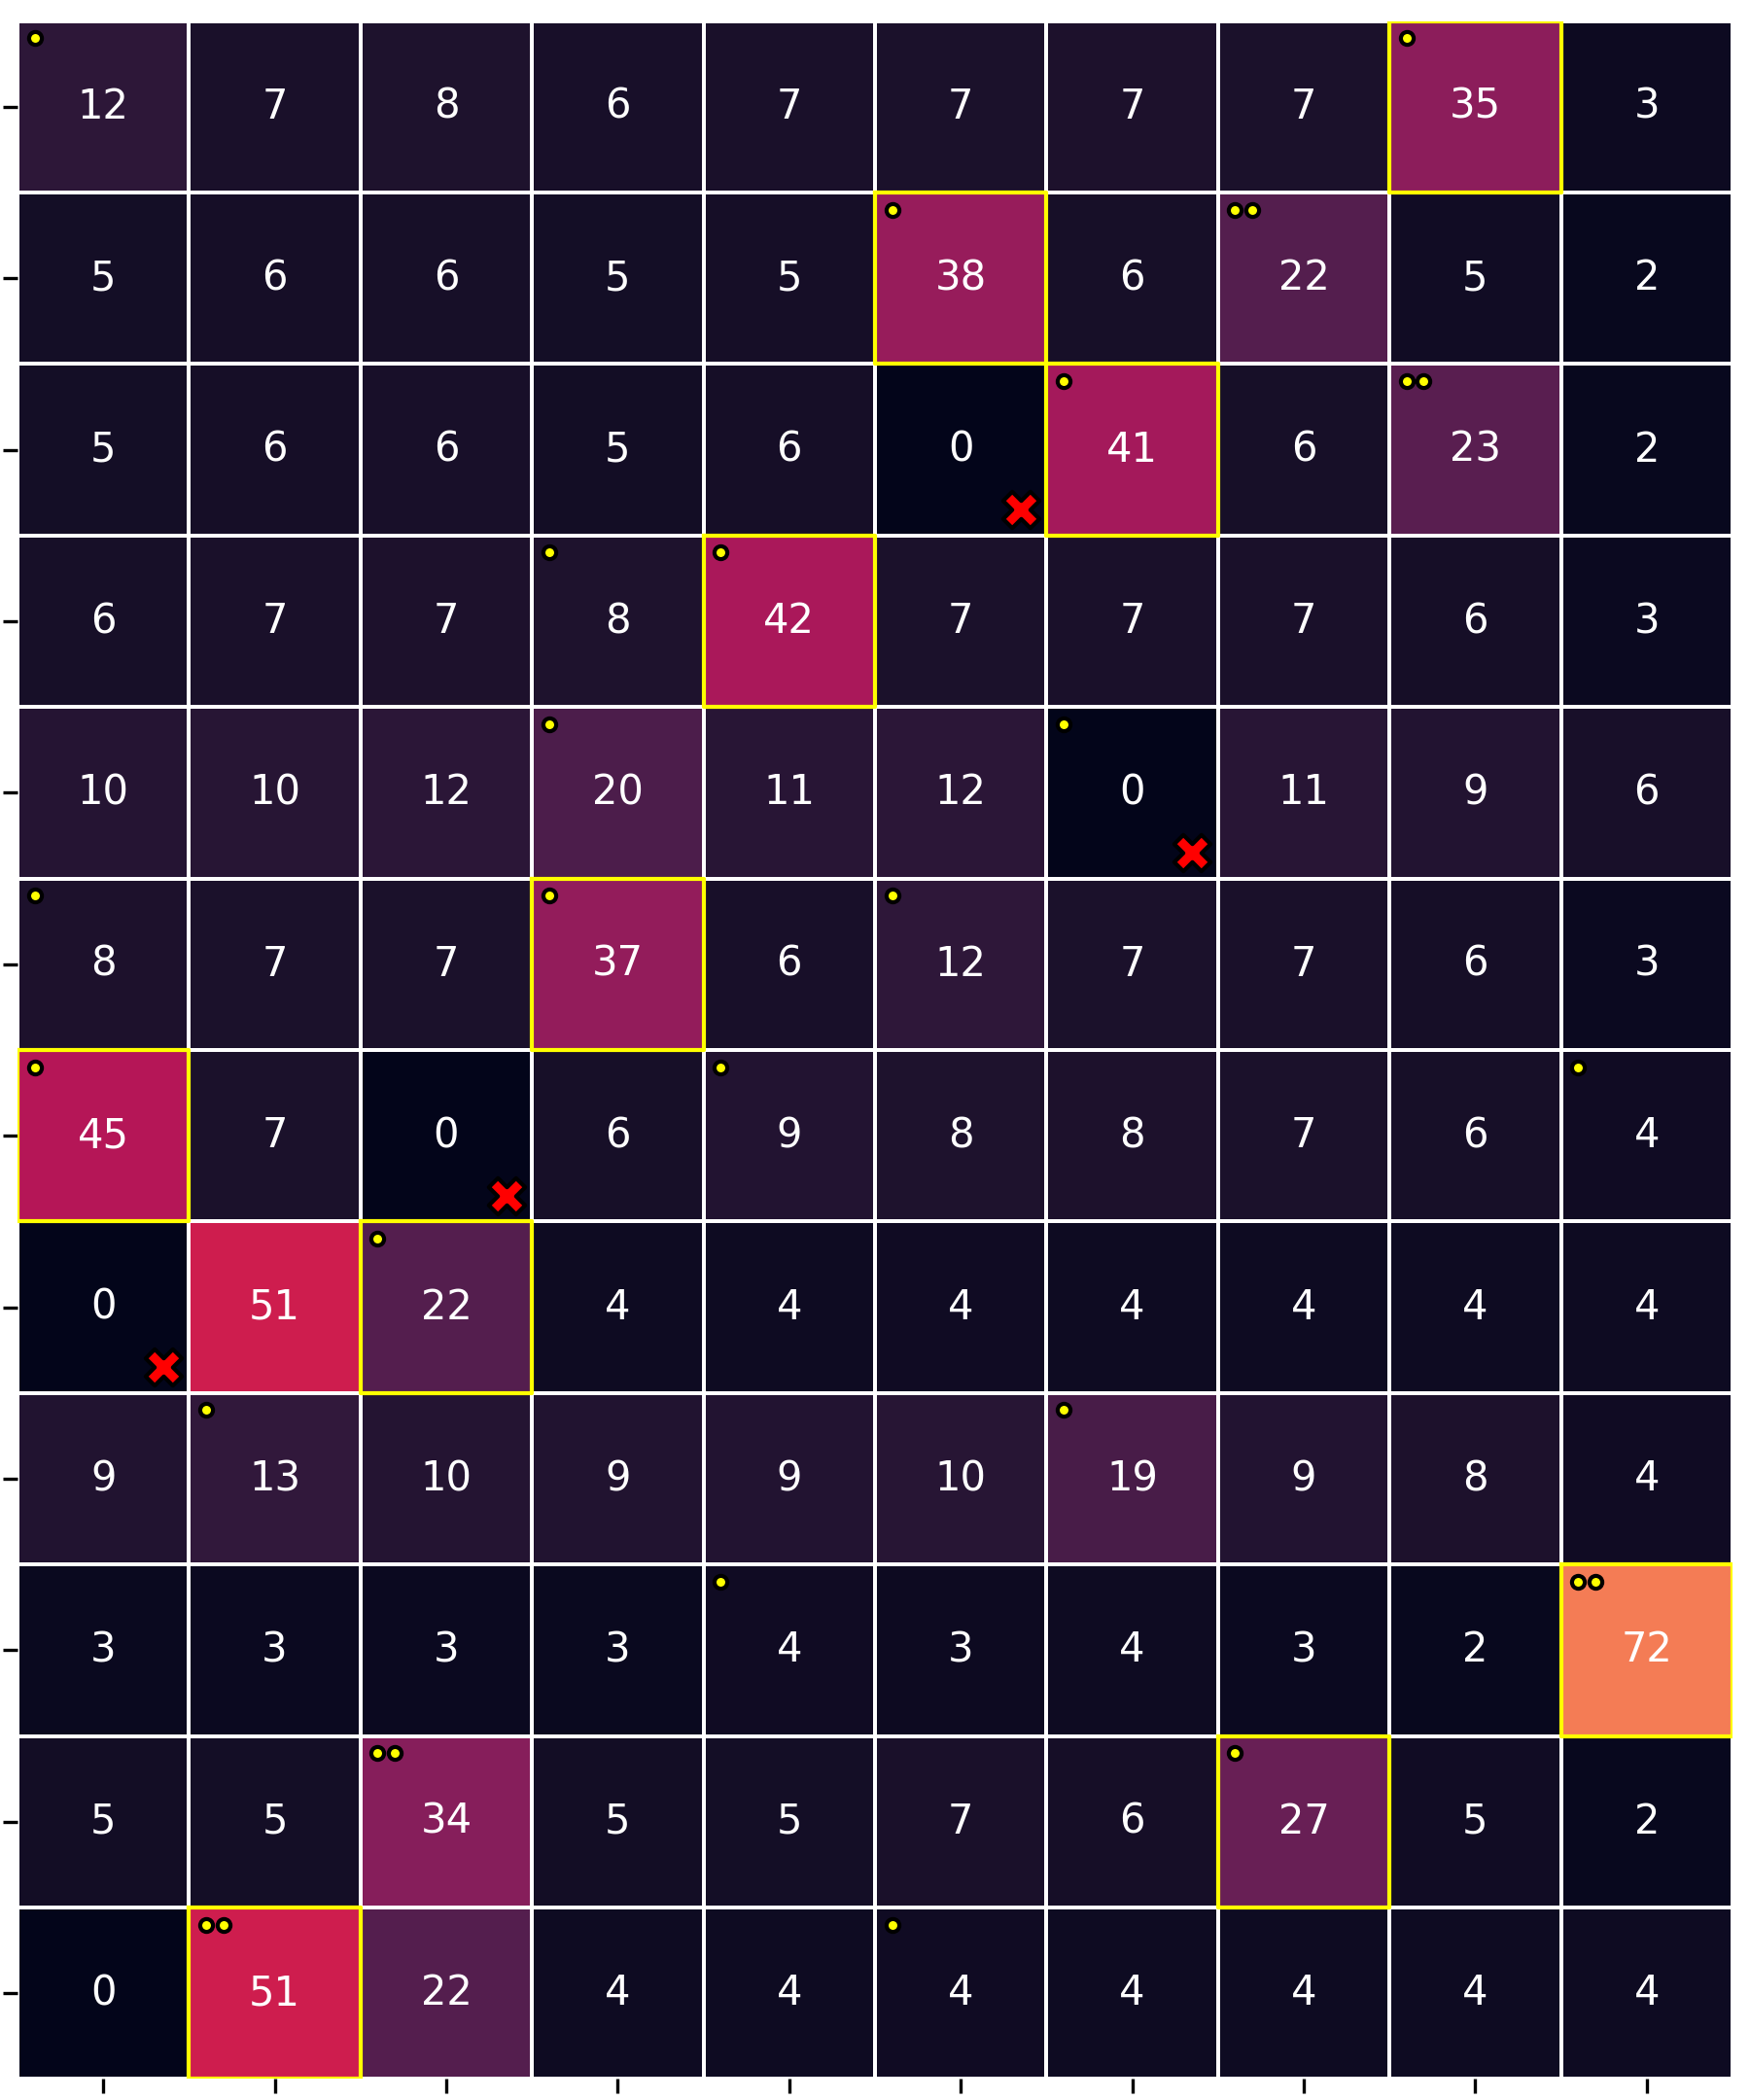 12 7 8 6 7 7 7 7 35 3
5 6 6 5 5 38 6 22 5 2
5 6 6 5 6 0 41 6 23 2
6 7 7 8 42 7 7 7 6 3
10 10 12 20 11 12 0 11 9 6
8 7 7 37 6 12 7 7 6 3
45 7 0 6 9 8 8 7 6 4
0 51 22 4 4 4 4 4 4 4
9 13 10 9 9 10 19 9 8 4
3 3 3 3 4 3 4 3 2 72
5 5 34 5 5 7 6 27 5 2
0 51 22 4 4 4 4 4 4 4